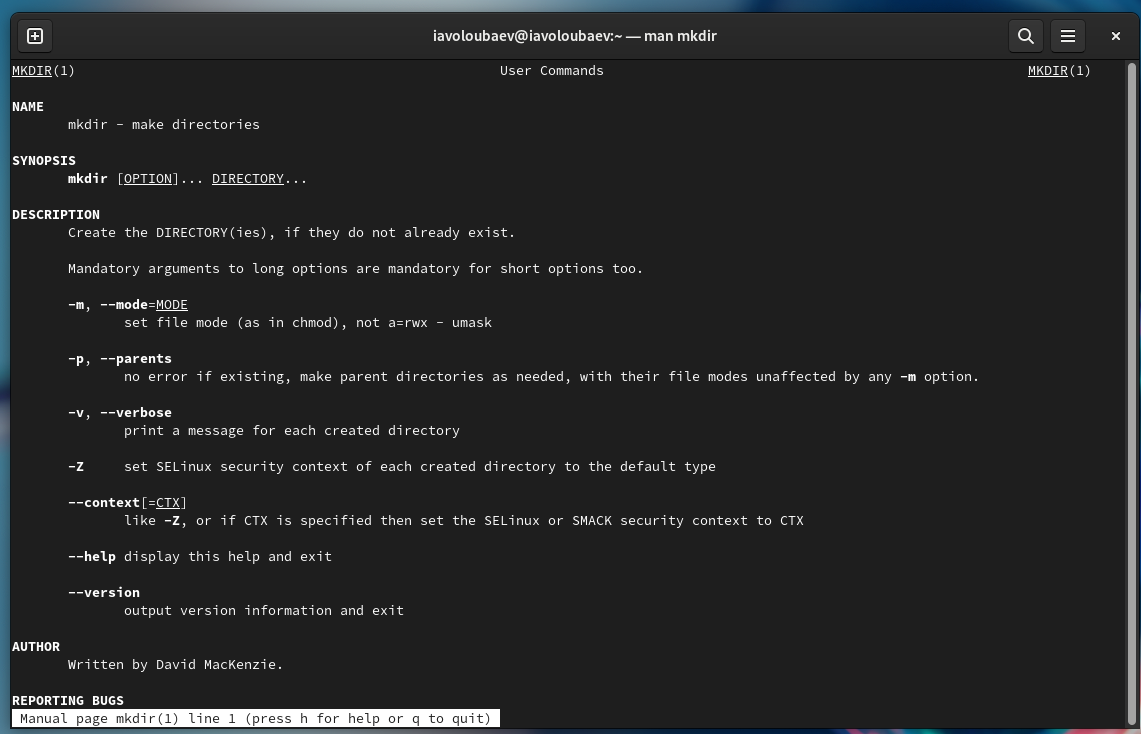 iavoloubaev@iavoloubaev:~ — man mkdir
MKDIR(1) User Commands MKDIR(1)
NAME
mkdir - make directories
SYNOPSIS
mkdir [OPTION]... DIRECTORY...
DESCRIPTION
Create the DIRECTORY(ies), if they do not already exist.
Mandatory arguments to long options are mandatory for short options too.
-m, --mode=MODE
set file mode (as in chmod), not a=rwx - umask
-p, --parents
no error if existing, make parent directories as needed, with their file modes unaffected by any -m option.
-v, --verbose
print a message for each created directory
-Z set SELinux security context of each created directory to the default type
--context[=CTX]
like -Z, or if CTX is specified then set the SELinux or SMACK security context to CTX
--help display this help and exit
--version
output version information and exit
AUTHOR
Written by David MacKenzie.
REPORTING BUGS
Manual page mkdir(1) line 1 (press h for help or q to quit)